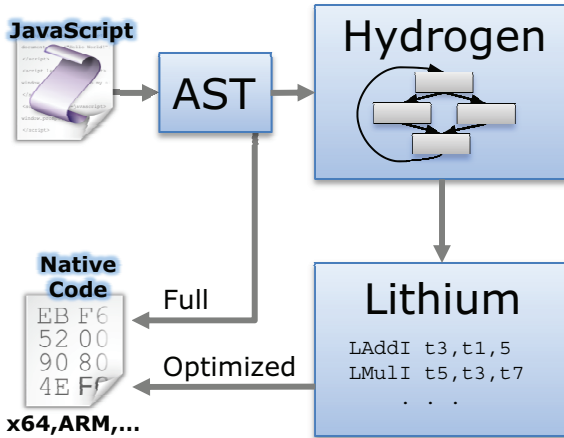 JavaScript
</script>
AST
Hydrogen
Native
Code
EB F6
52 00
90 80
4E F6
x64,ARM,...
Full
Optimized
Lithium
LAddI t3,t1,5
LMulI t5,t3,t7
. . .